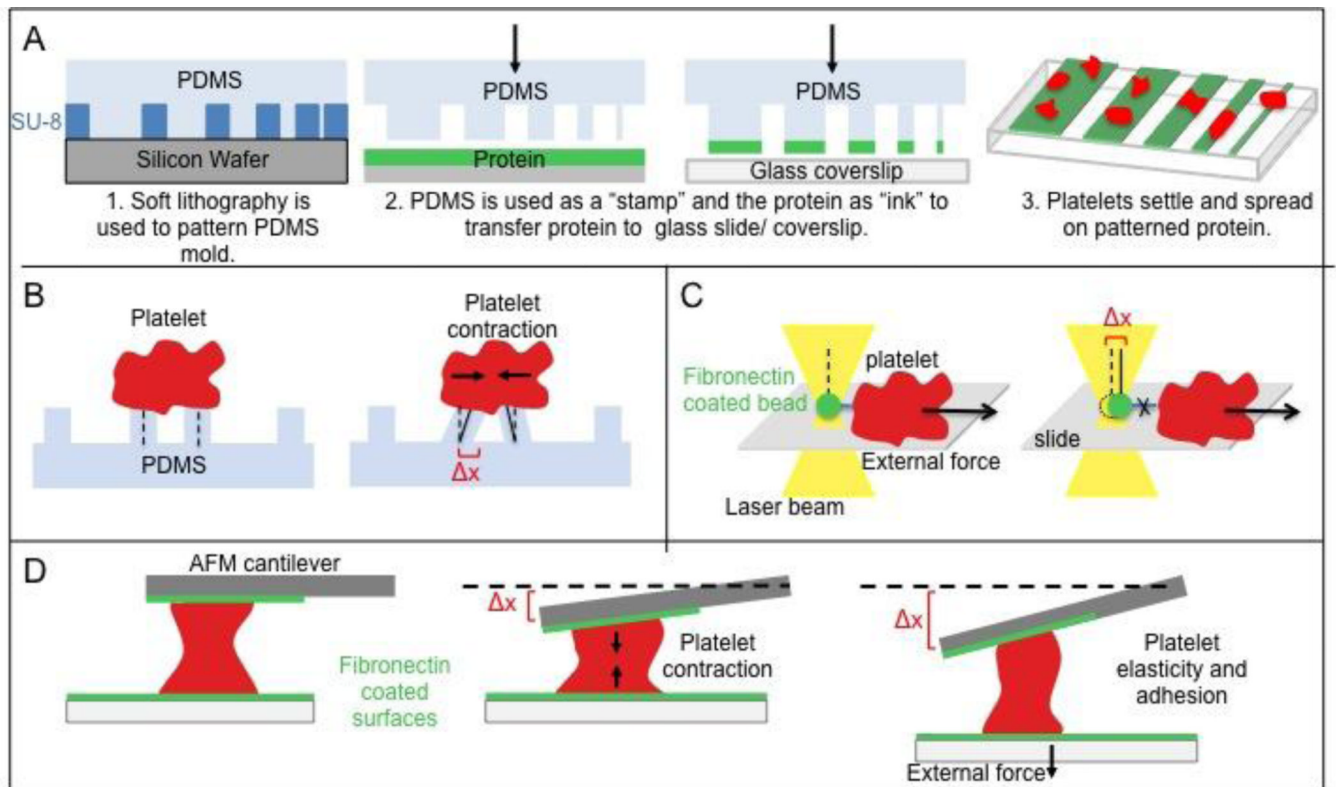 A
PDMS
SU-8
Silicon Wafer
1. Soft lithography is
used to pattern PDMS
mold.
PDMS
Protein
PDMS
Glass coverslip
2. PDMS is used as a “stamp” and the protein as “ink” to
transfer protein to glass slide/ coverslip.
3. Platelets settle and spread
on patterned protein.
B
Platelet
PDMS
Platelet
contraction
Δx
C
Fibronectin
coated bead
platelet
External force
Laser beam
Δx
slide
D
AFM cantilever
Fibronectin
coated
surfaces
Δx
Platelet
contraction
Δx
Platelet
elasticity and
adhesion
External force